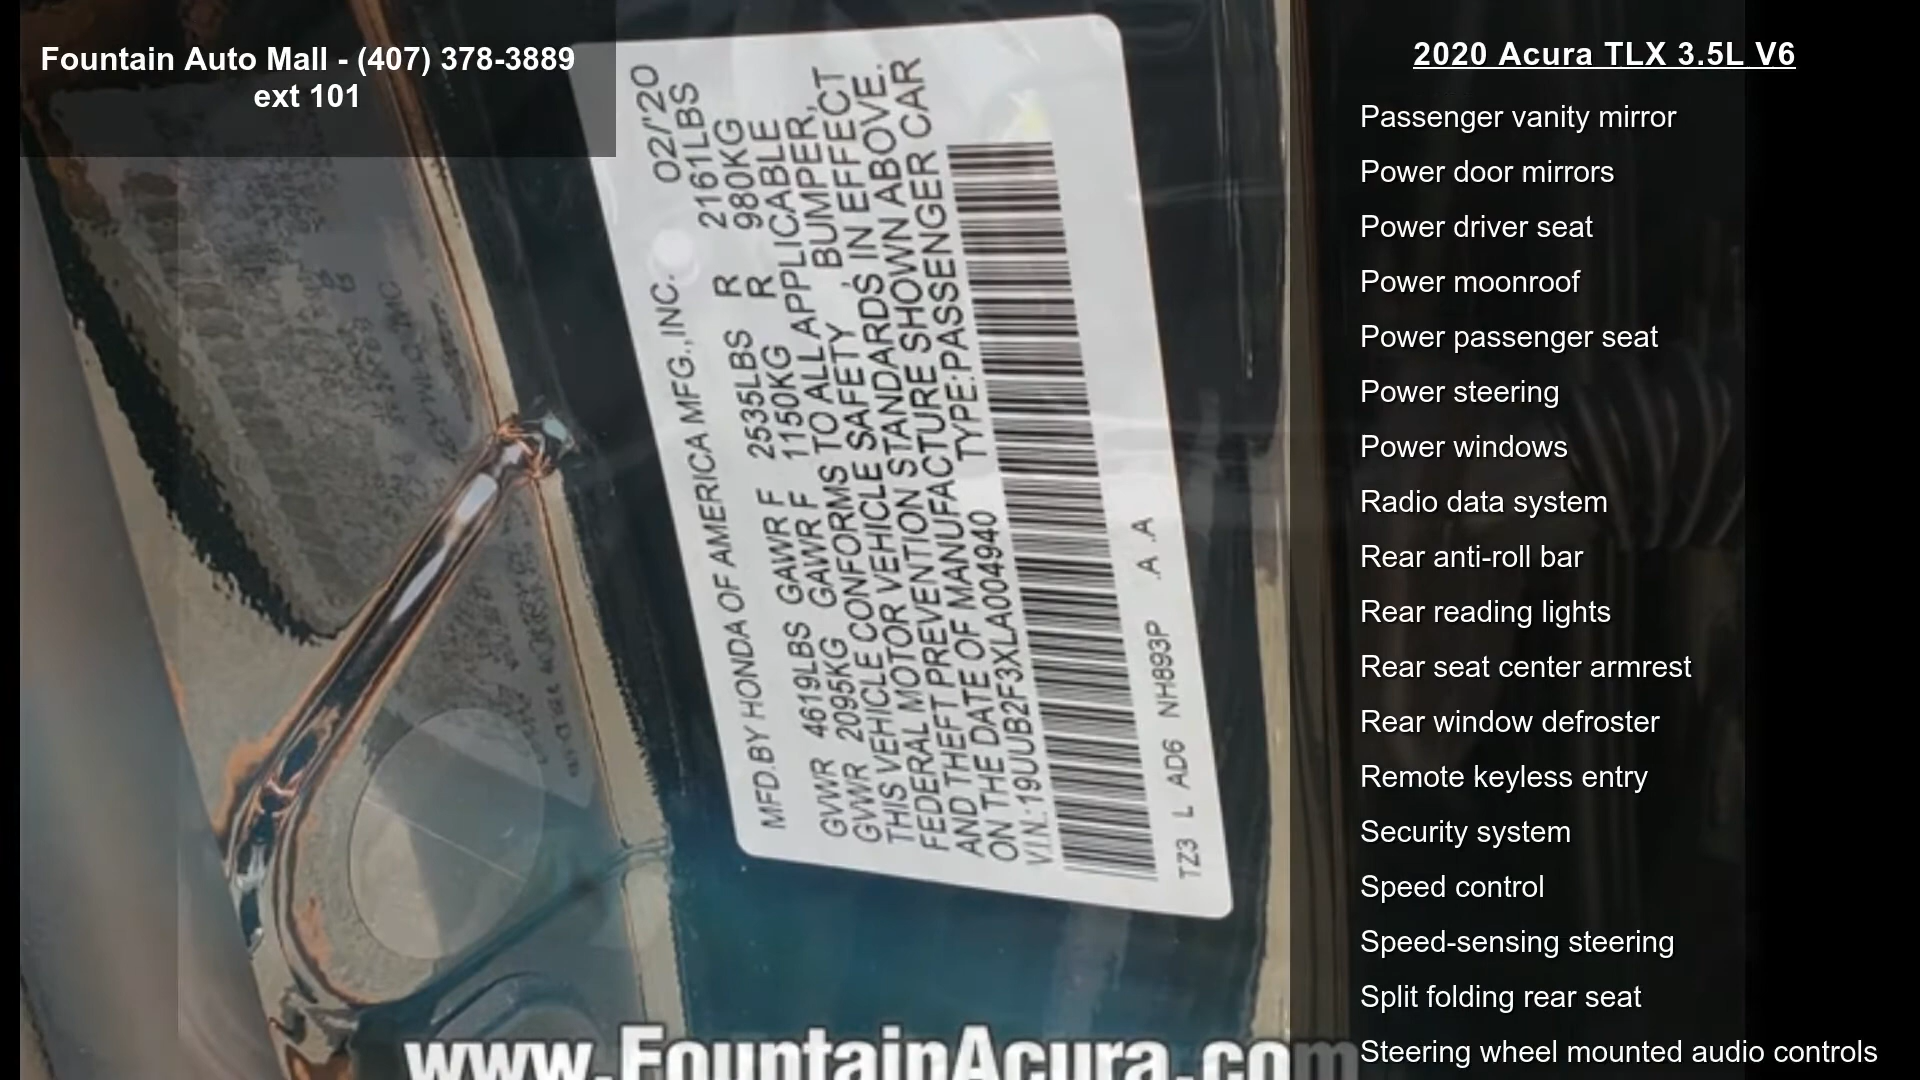 Fountain Auto Mall - (407) 378-3889
ext 101
MFD.BY HONDA OF AMERICA MFG.,INC. 02/'20
GVWR 4619LBS GAWR F 2535LBS R 2161LBS
GVWR 2095KG GAWR F 1150KG R 980KG
THIS VEHICLE CONFORMS TO ALL APPLICABLE
FEDERAL MOTOR VEHICLE SAFETY, BUMPER,
AND THEFT PREVENTION STANDARDS IN EFFECT
ON THE DATE OF MANUFACTURE SHOWN ABOVE.
V.I.N.:19UUB2F3XLA004940 TYPE:PASSENGER CAR
TZ3 L AD6 NH893P .A .A
www.FountainAcura.com
2020 Acura TLX 3.5L V6
Passenger vanity mirror
Power door mirrors
Power driver seat
Power moonroof
Power passenger seat
Power steering
Power windows
Radio data system
Rear anti-roll bar
Rear reading lights
Rear seat center armrest
Rear window defroster
Remote keyless entry
Security system
Speed control
Speed-sensing steering
Split folding rear seat
Steering wheel mounted audio controls